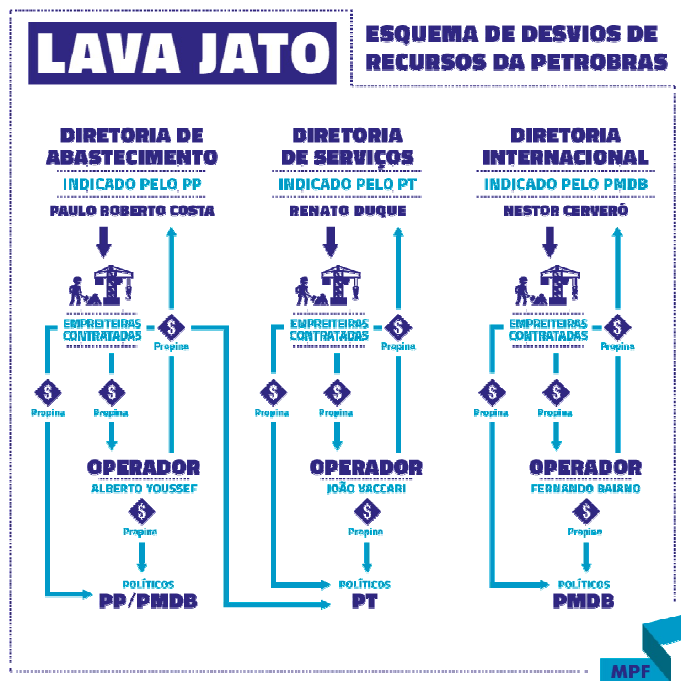 LAVA JATO
ESQUEMA DE DESVIOS DE
RECURSOS DA PETROBRAS
DIRETORIA DE
ABASTECIMENTO
INDICADO PELO PP
PAULO ROBERTO COSTA
EMPREITEIRAS
CONTRATADAS
$
Propina
$
Propina
$
Propina
OPERADOR
ALBERTO YOUSSEF
$
Propina
POLÍTICOS
PP/PMDB
DIRETORIA
DE SERVIÇOS
INDICADO PELO PT
RENATO DUQUE
EMPREITEIRAS
CONTRATADAS
$
Propina
$
Propina
$
Propina
OPERADOR
JOÃO VACCARI
$
Propina
POLÍTICOS
PT
DIRETORIA
INTERNACIONAL
INDICADO PELO PMDB
NESTOR CERVERÓ
EMPREITEIRAS
CONTRATADAS
$
Propina
$
Propina
$
Propina
OPERADOR
FERNANDO BAIANO
$
Propina
POLÍTICOS
PMDB
MPF